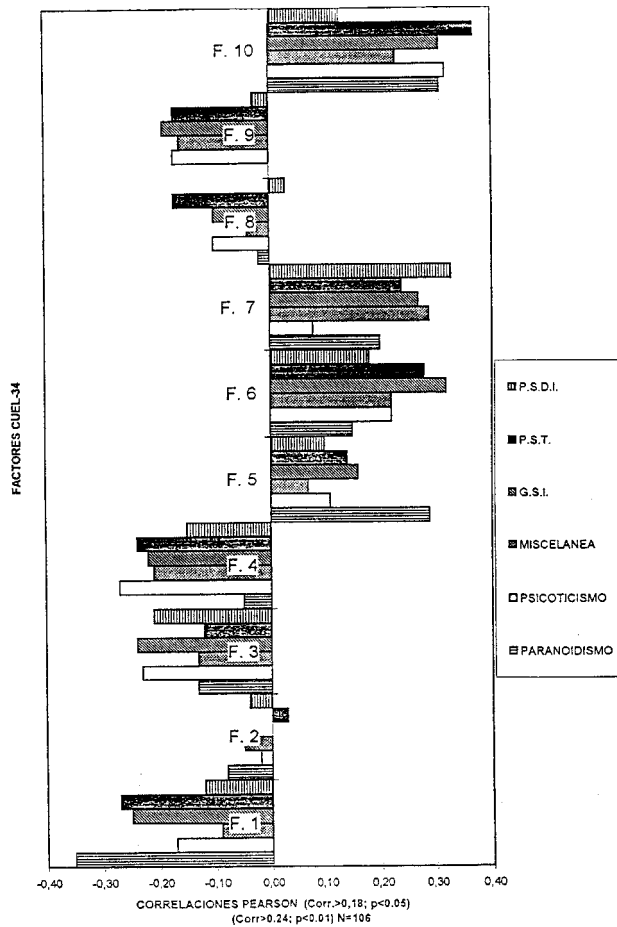 F. 10
F. 9
F. 8
F. 7
F. 6
F. 5
F. 4
F. 3
F. 2
F. 1
FACTORES CUEL-34
P.S.D.I.
P.S.T.
G.S.I.
MISCELANEA
PSICOTICISMO
PARANOIDISMO
-0,40 -0,30 -0,20 -0,10 0,00 0,10 0,20 0,30 0,40
CORRELACIONES PEARSON (Corr.>0,18; p<0.05)
(Corr>0.24; p<0.01) N=106